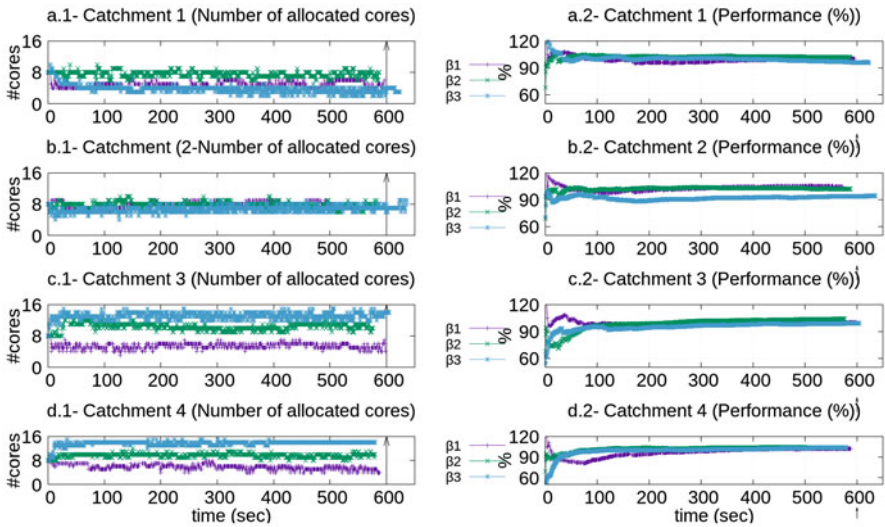 a.1- Catchment 1 (Number of allocated cores)
a.2- Catchment 1 (Performance (%))
#cores
16
8
0
0 100 200 300 400 500 600
β1
β2
β3
%
120
90
60
0 100 200 300 400 500 600
b.1- Catchment (2-Number of allocated cores)
b.2- Catchment 2 (Performance (%))
#cores
16
8
0
0 100 200 300 400 500 600
β1
β2
β3
%
120
90
60
0 100 200 300 400 500 600
c.1- Catchment 3 (Number of allocated cores)
c.2- Catchment 3 (Performance (%))
#cores
16
8
0
0 100 200 300 400 500 600
β1
β2
β3
%
120
90
60
0 100 200 300 400 500 600
d.1- Catchment 4 (Number of allocated cores)
d.2- Catchment 4 (Performance (%))
#cores
16
8
0
0 100 200 300 400 500 600
time (sec)
β1
β2
β3
%
120
90
60
0 100 200 300 400 500 600
time (sec)